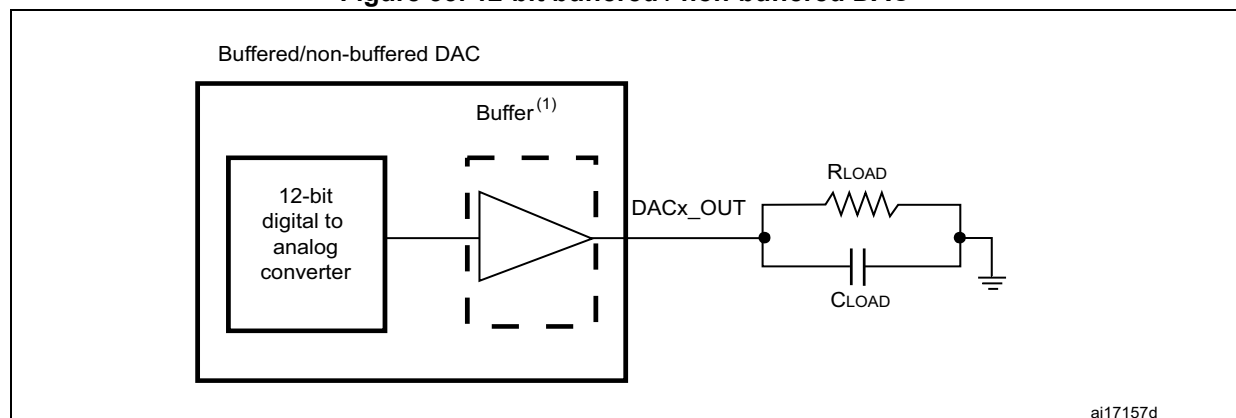 Buffered/non-buffered DAC
Buffer(1)
12-bit
digital to
analog
converter
DACx_OUT
RLOAD
CLOAD
ai17157d